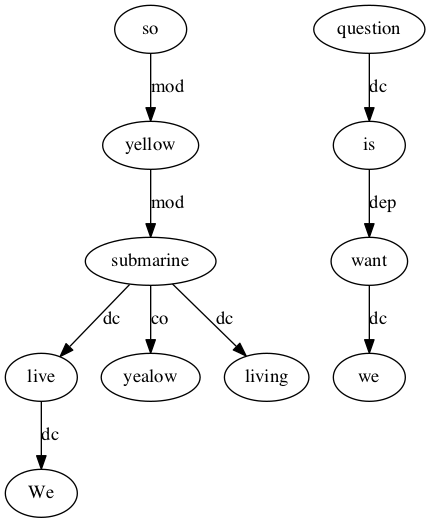 so question
mod dc
yellow is
mod dep
submarine want
dc co dc dc
live yealow living we
dc
We